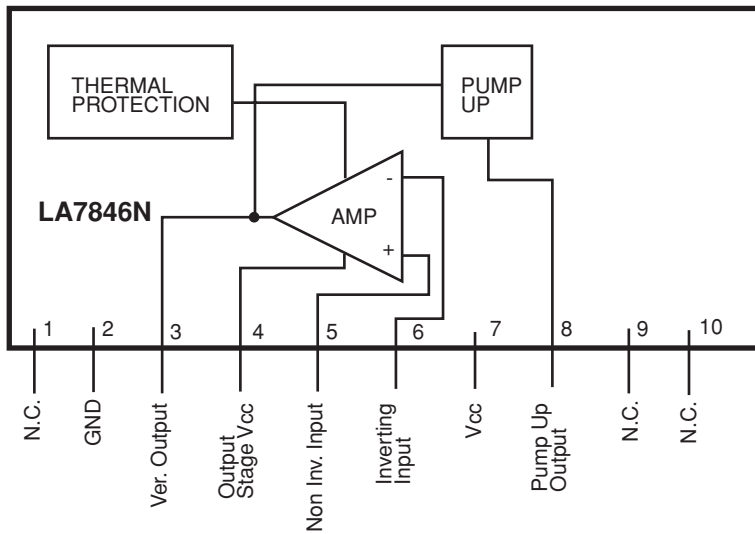 THERMAL
PROTECTION
PUMP
UP
LA7846N
AMP
-
+
1
2
3
4
5
6
7
8
9
10
N.C.
GND
Ver. Output
Output
Stage Vcc
Non Inv. Input
Inverting
Input
Vcc
Pump Up
Output
N.C.
N.C.